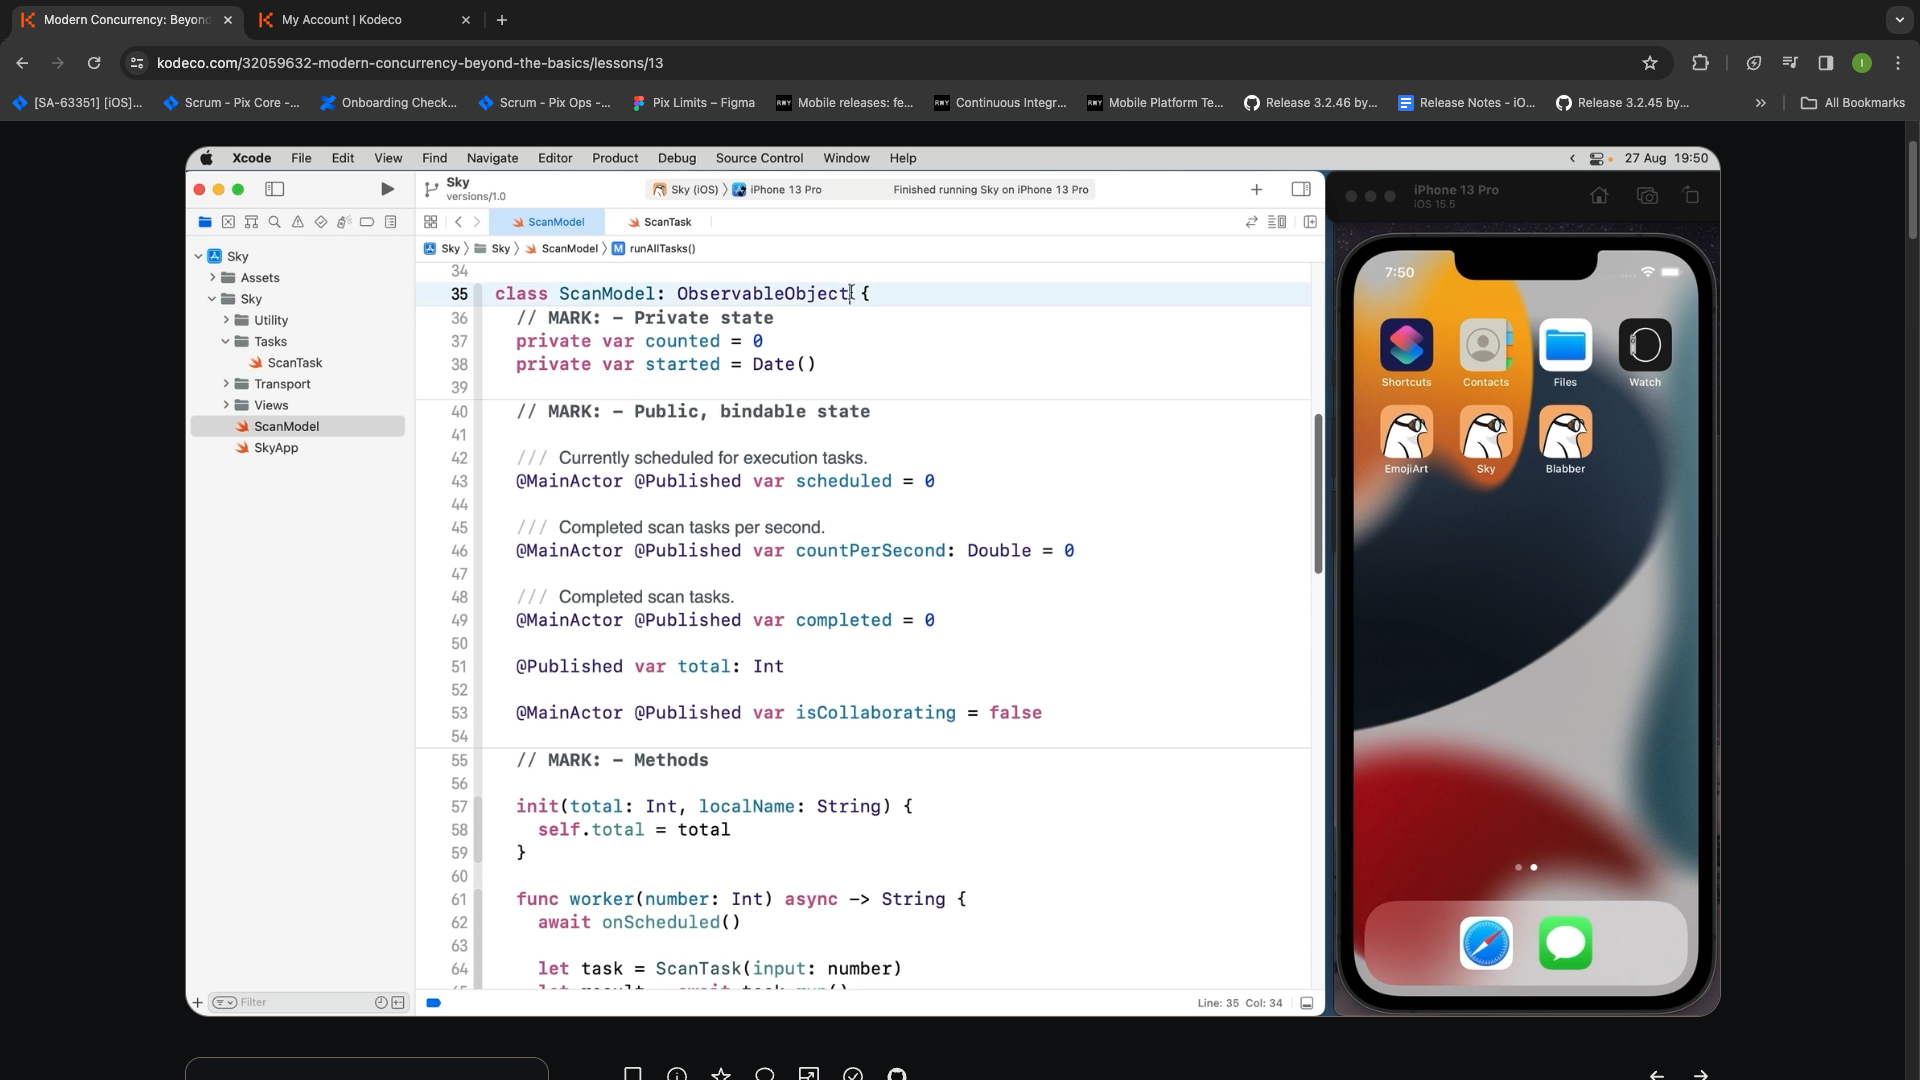 Modern Concurrency: Beyon
My Account | Kodeco
kodeco.com/32059632-modern-concurrency-beyond-the-basics/lessons/13
I
[SA-63351] [iOS]...
Scrum - Pix Core -...
Onboarding Check...
Scrum - Pix Ops -...
Pix Limits – Figma
RWY
Mobile releases: fe...
RWY
Continuous Integr...
RWY
Mobile Platform Te...
Release 3.2.46 by...
Release Notes - iO...
Release 3.2.45 by...
All Bookmarks
Xcode File Edit View Find Navigate Editor Product Debug Source Control Window Help
27 Aug 19:50
Sky
versions/1.0
Sky (iOS) 〉 iPhone 13 Pro
Finished running Sky on iPhone 13 Pro
iPhone 13 Pro
iOS 15.5
ScanModel
ScanTask
Sky 〉 Sky 〉 ScanModel 〉 M runAllTasks()
Sky
Assets
Sky
Utility
Tasks
ScanTask
Transport
Views
ScanModel
SkyApp
Filter
34
35 class ScanModel: ObservableObject {
36 // MARK: - Private state
37 private var counted = 0
38 private var started = Date()
39
40 // MARK: - Public, bindable state
41
42 /// Currently scheduled for execution tasks.
43 @MainActor @Published var scheduled = 0
44
45 /// Completed scan tasks per second.
46 @MainActor @Published var countPerSecond: Double = 0
47
48 /// Completed scan tasks.
49 @MainActor @Published var completed = 0
50
51 @Published var total: Int
52
53 @MainActor @Published var isCollaborating = false
54
55 // MARK: - Methods
56
57 init(total: Int, localName: String) {
58 self.total = total
59 }
60
61 func worker(number: Int) async -> String {
62 await onScheduled()
63
64 let task = ScanTask(input: number)
Line: 35 Col: 34
7:50
Shortcuts
Contacts
Files
Watch
EmojiArt
Sky
Blabber